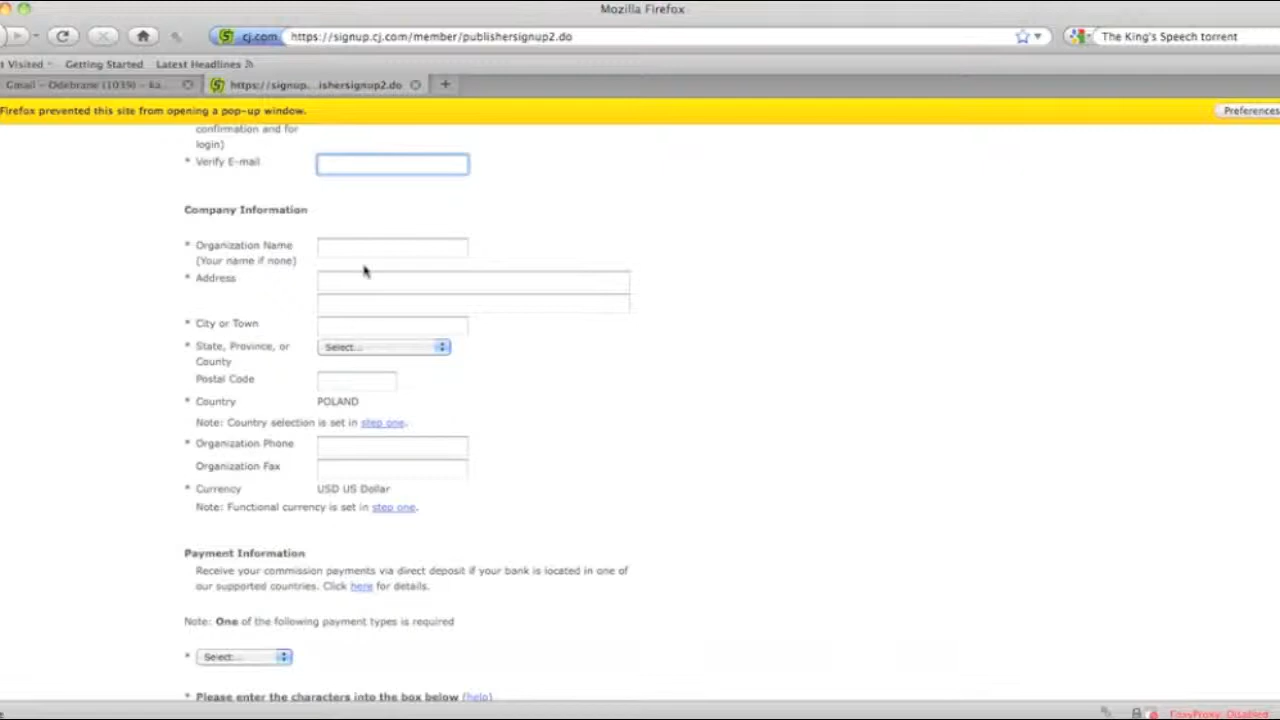 Mozilla Firefox
cj.com https://signup.cj.com/member/publishersignup2.do
The King's Speech torrent
t Visited Getting Started Latest Headlines
Gmail - Odebrane (1039) - ka... https://signup...ishersignup2.do
Firefox prevented this site from opening a pop-up window. Preferences
confirmation and for
login)
* Verify E-mail
Company Information
* Organization Name
(Your name if none)
* Address
* City or Town
* State, Province, or Select...
County
Postal Code
* Country POLAND
Note: Country selection is set in step one.
* Organization Phone
Organization Fax
* Currency USD US Dollar
Note: Functional currency is set in step one.
Payment Information
Receive your commission payments via direct deposit if your bank is located in one of
our supported countries. Click here for details.
Note: One of the following payment types is required
* Select...
* Please enter the characters into the box below (help)
FoxyProxy: Disabled